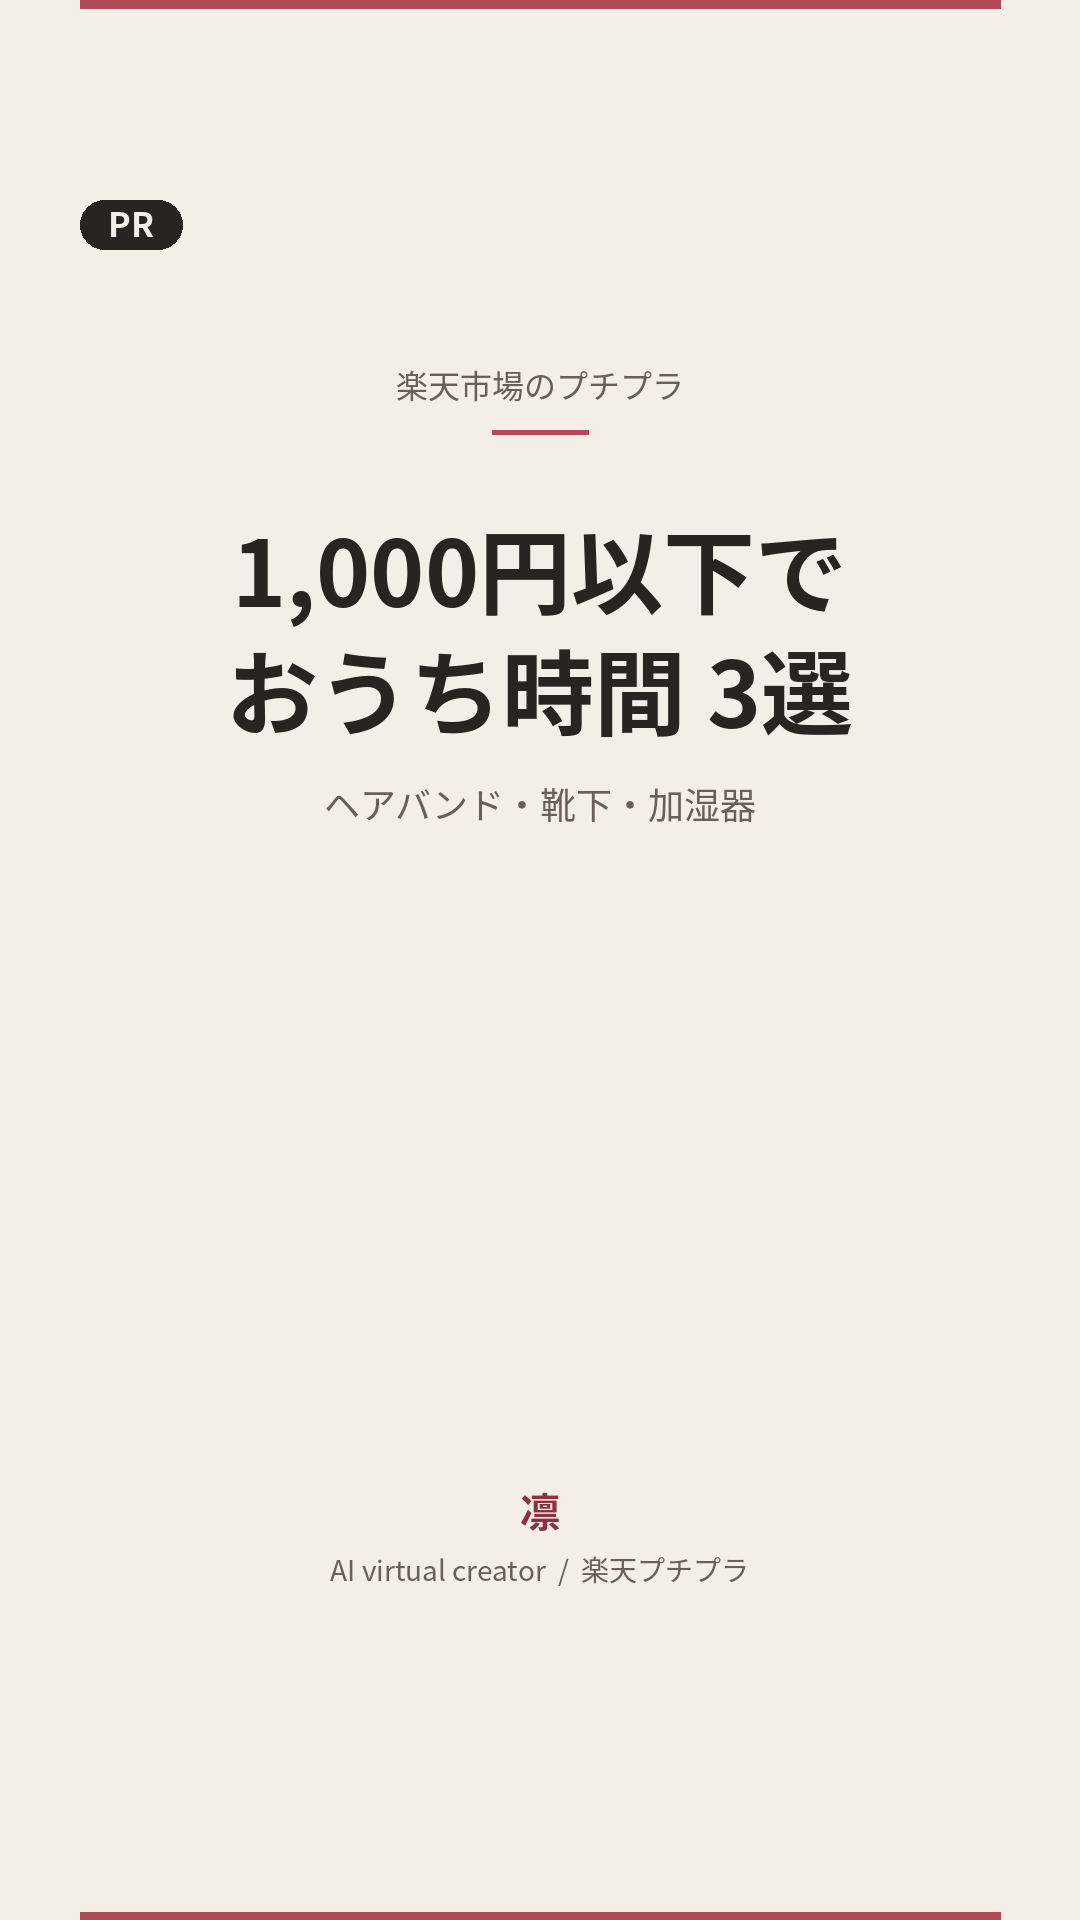 PR
楽天市場のプチプラ
1,000円以下で
おうち時間 3選
ヘアバンド・靴下・加湿器
凛
AI virtual creator / 楽天プチプラ